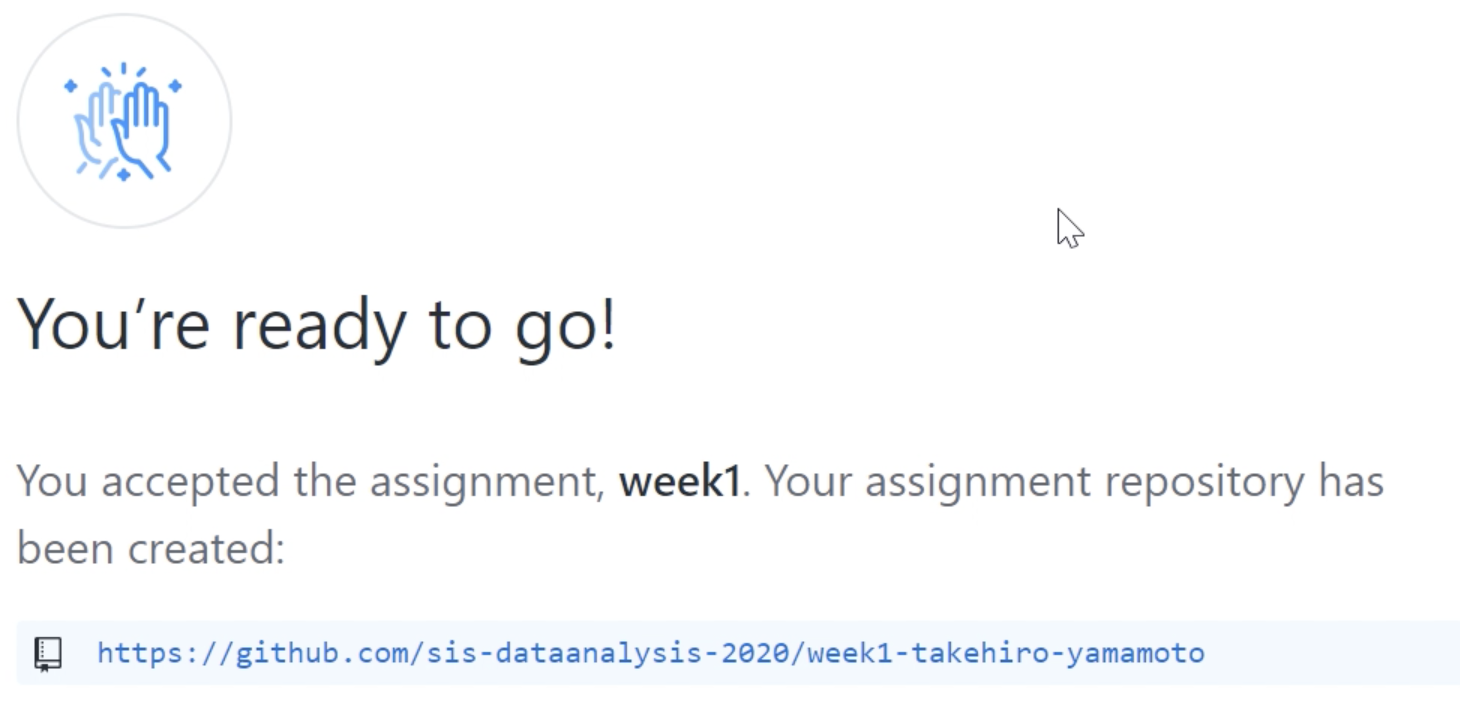 You’re ready to go!
You accepted the assignment, week1. Your assignment repository has
been created:
https://github.com/sis-dataanalysis-2020/week1-takehiro-yamamoto